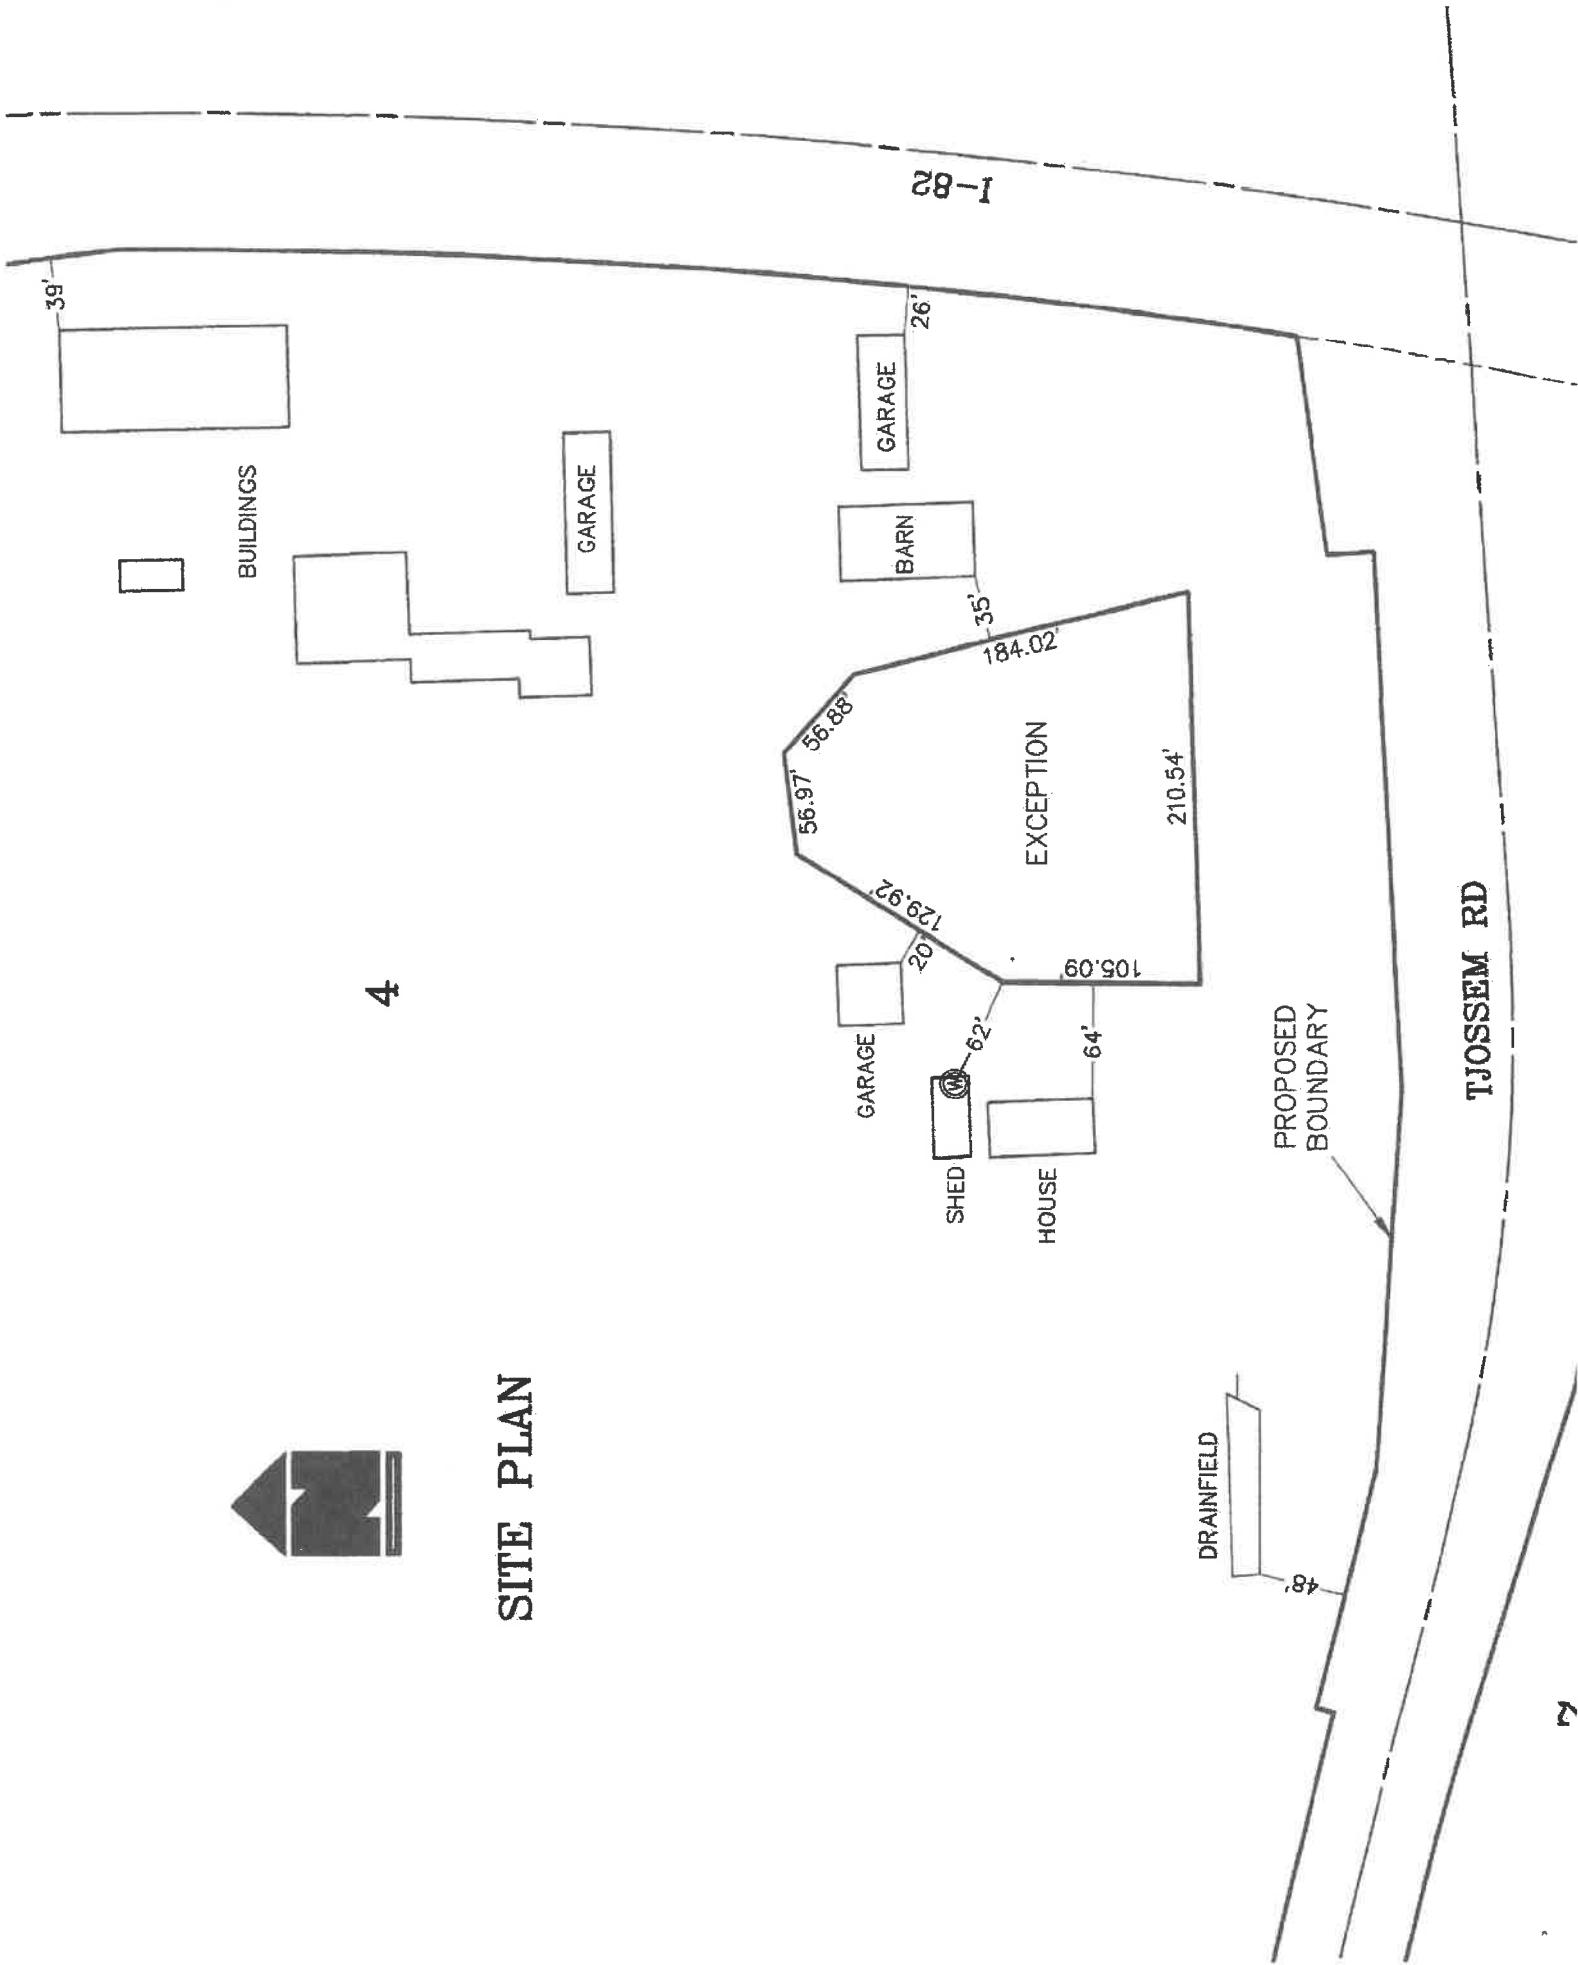 SITE PLAN
4
BUILDINGS
39'
GARAGE
GARAGE
26'
BARN
35'
I-82
184.02'
56.88'
56.97'
129.92'
105.09'
210.54'
EXCEPTION
20'
GARAGE
62'
W
SHED
64'
HOUSE
PROPOSED
BOUNDARY
TJOSSEM RD
DRAINFIELD
48'